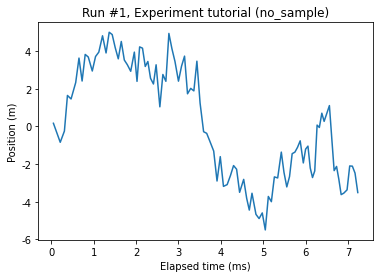 Run #1, Experiment tutorial (no_sample)
Position (m)
4
2
0
-2
-4
-6
0 1 2 3 4 5 6 7
Elapsed time (ms)